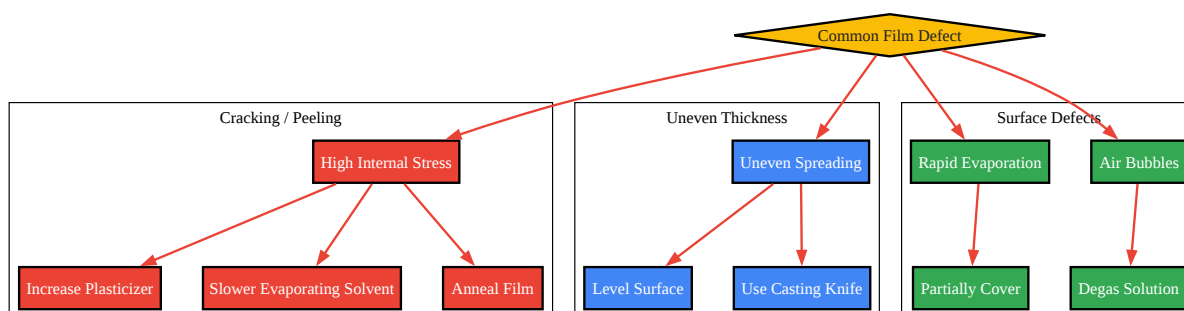 Common Film Defect
Cracking / Peeling
Uneven Thickness
Surface Defects
High Internal Stress
Uneven Spreading
Rapid Evaporation
Air Bubbles
Increase Plasticizer
Slower Evaporating Solvent
Anneal Film
Level Surface
Use Casting Knife
Partially Cover
Degas Solution